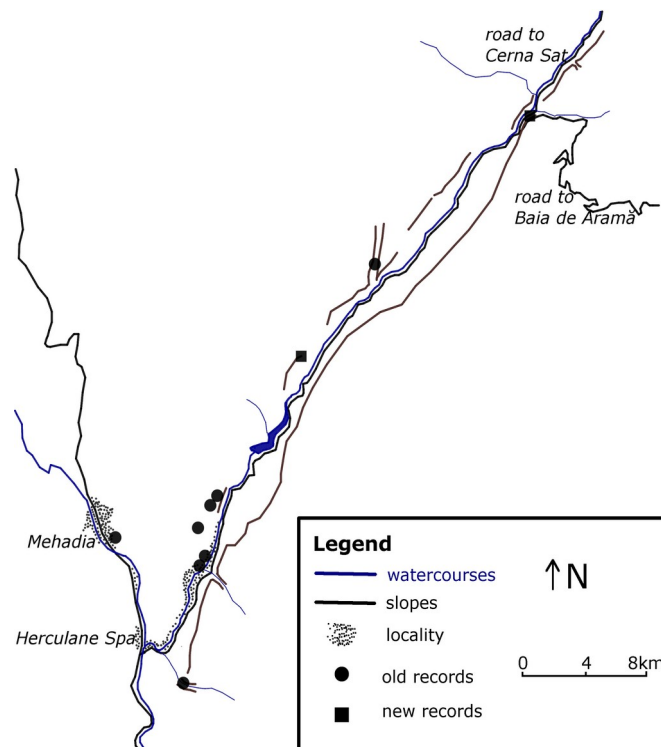 road to
Cerna Sat
road to
Baia de Aramă
Mehadia
Herculane Spa
Legend
watercourses
slopes
locality
old records
new records
N
0 4 8km